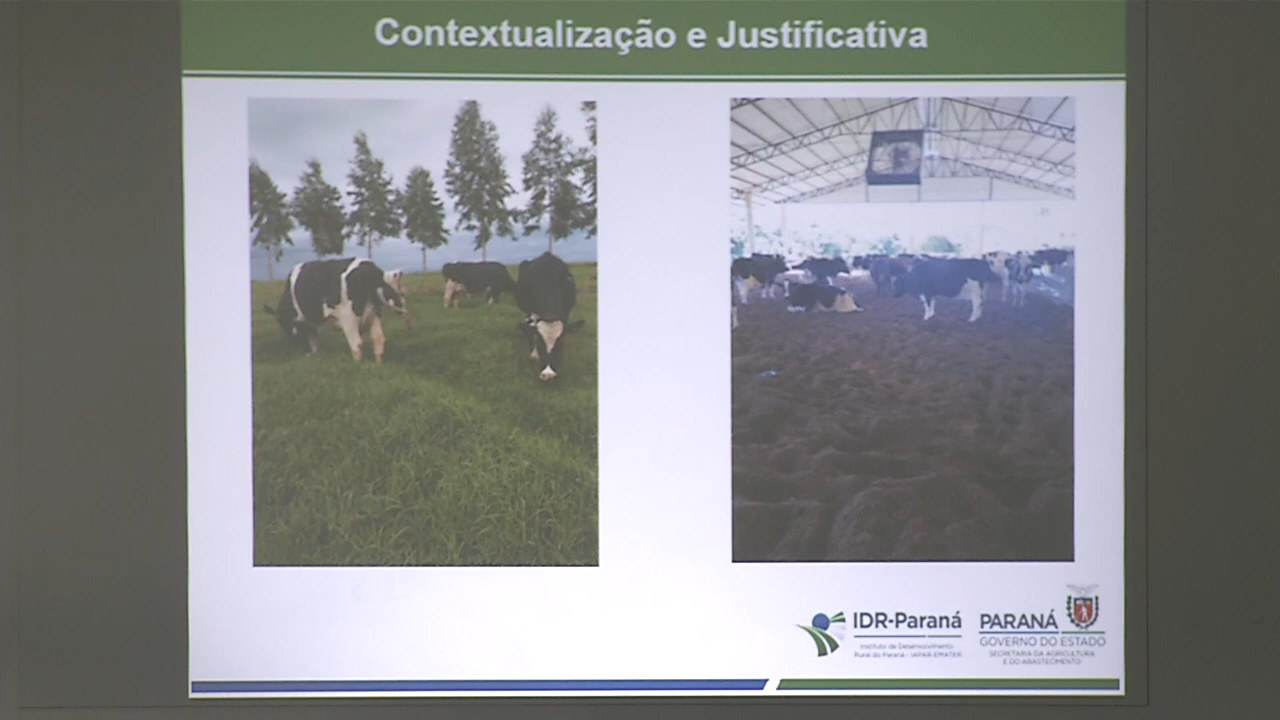 Contextualização e Justificativa
IDR-Paraná
Instituto de Desenvolvimento
Rural do Paraná - IAPAR-EMATER
PARANÁ
GOVERNO DO ESTADO
SECRETARIA DA AGRICULTURA
E DO ABASTECIMENTO